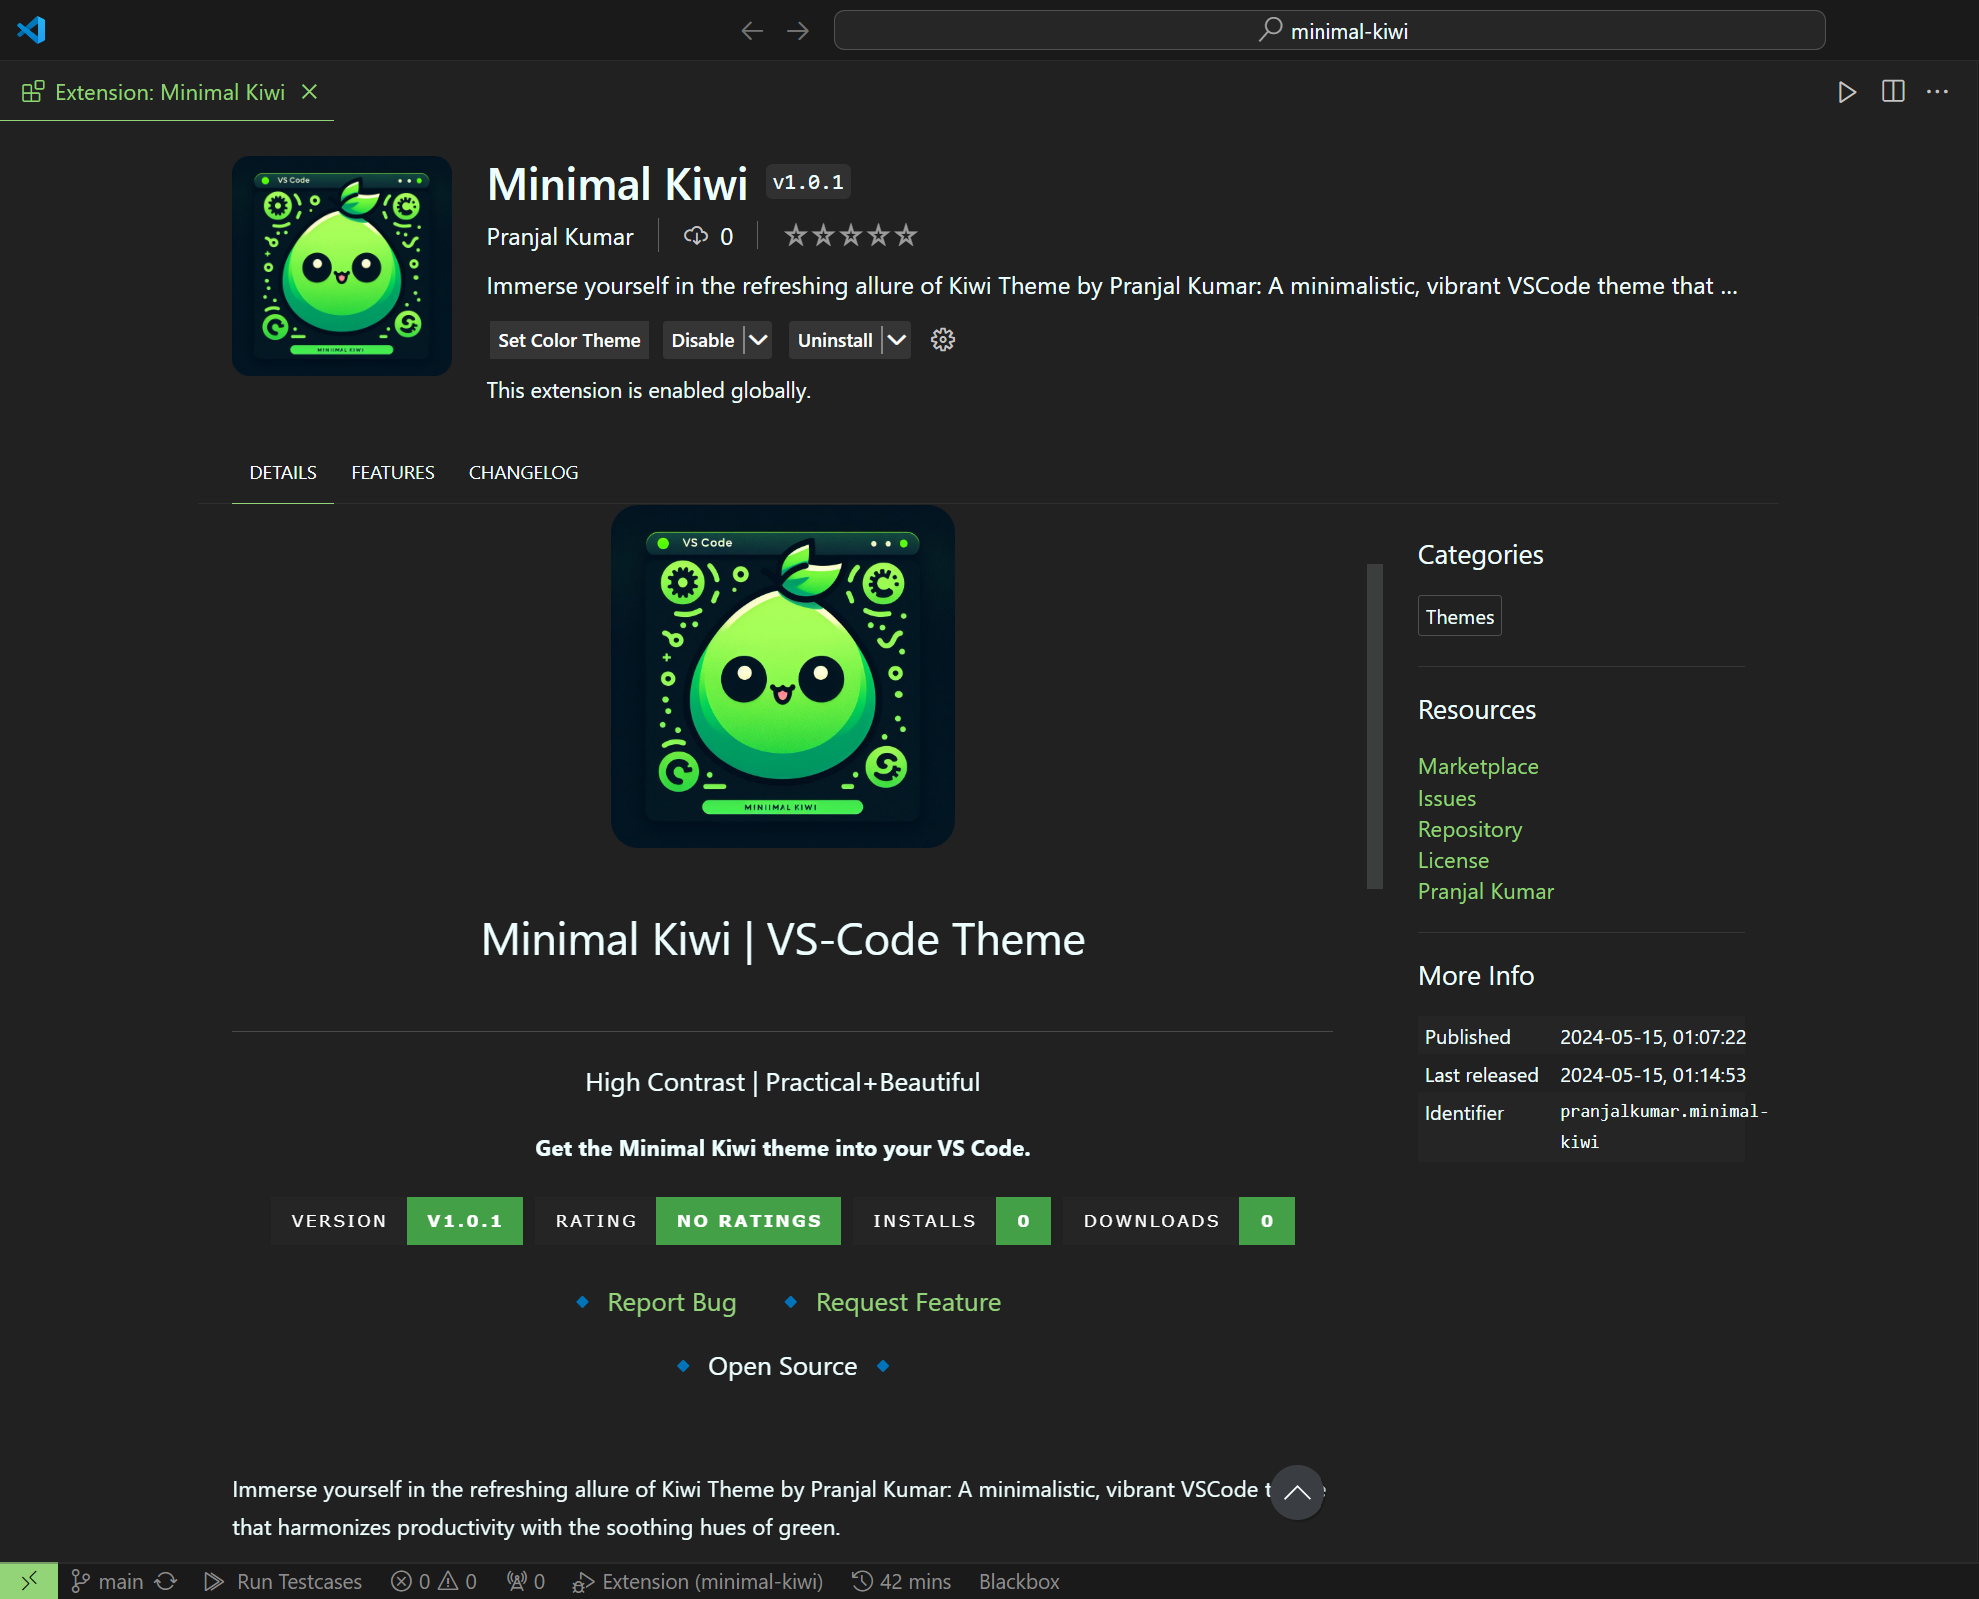 minimal-kiwi
Extension: Minimal Kiwi
VS Code
MINIIMAL KIWI
Minimal Kiwi v1.0.1
Pranjal Kumar 0
Immerse yourself in the refreshing allure of Kiwi Theme by Pranjal Kumar: A minimalistic, vibrant VSCode theme that ...
Set Color Theme Disable Uninstall
This extension is enabled globally.
DETAILS FEATURES CHANGELOG
VS Code
MINIIMAL KIWI
Minimal Kiwi | VS-Code Theme
High Contrast | Practical+Beautiful
Get the Minimal Kiwi theme into your VS Code.
VERSION V1.0.1 RATING NO RATINGS INSTALLS 0 DOWNLOADS 0
Report Bug Request Feature
Open Source
Immerse yourself in the refreshing allure of Kiwi Theme by Pranjal Kumar: A minimalistic, vibrant VSCode
that harmonizes productivity with the soothing hues of green.
Categories
Themes
Resources
Marketplace
Issues
Repository
License
Pranjal Kumar
More Info
Published 2024-05-15, 01:07:22
Last released 2024-05-15, 01:14:53
Identifier pranjalkumar.minimal-
kiwi
main Run Testcases 0 0 0 Extension (minimal-kiwi) 42 mins Blackbox